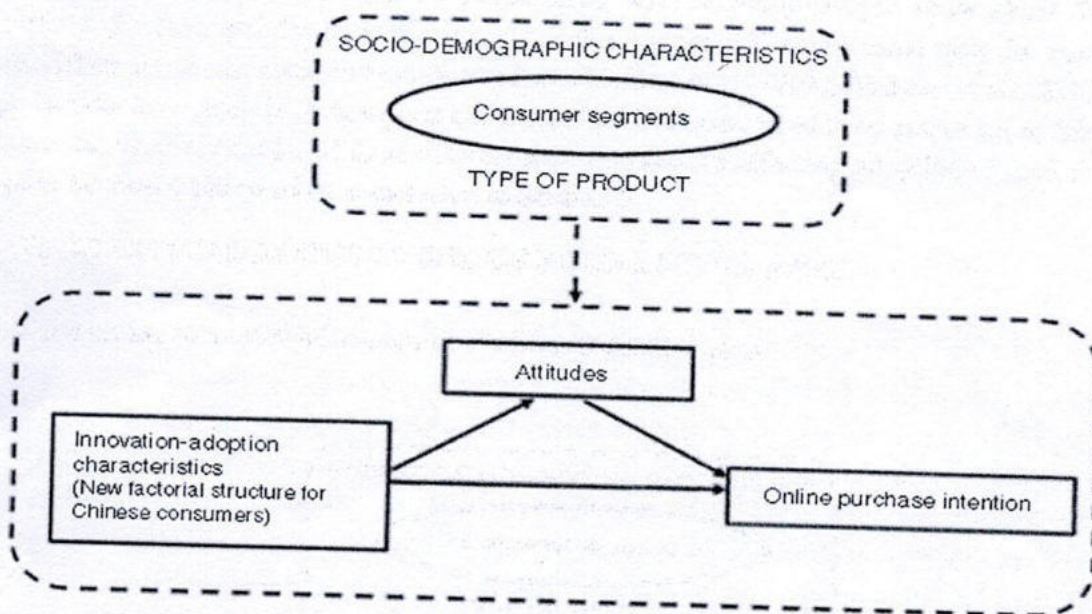 SOCIO-DEMOGRAPHIC CHARACTERISTICS
Consumer segments
TYPE OF PRODUCT
Attitudes
Innovation-adoption
characteristics
(New factorial structure for
Chinese consumers)
Online purchase intention